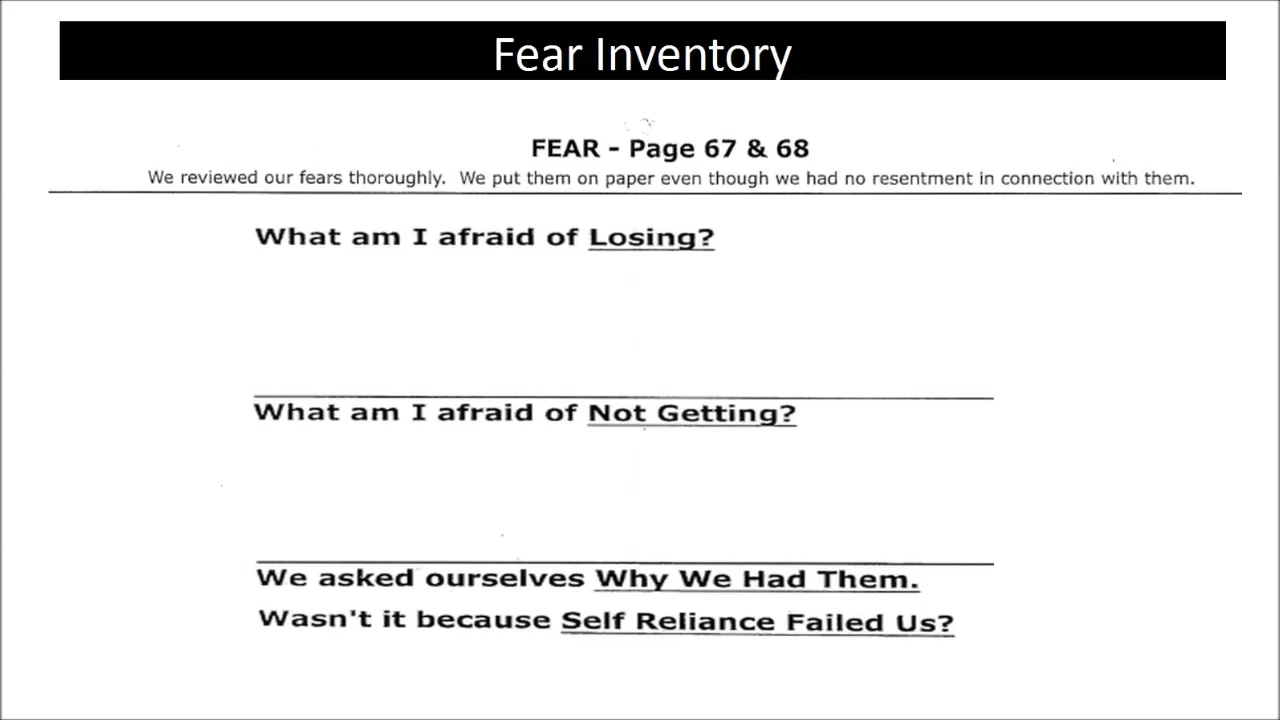 Fear Inventory
FEAR - Page 67 & 68
We reviewed our fears thoroughly. We put them on paper even though we had no resentment in connection with them.
What am I afraid of Losing?
What am I afraid of Not Getting?
We asked ourselves Why We Had Them.
Wasn't it because Self Reliance Failed Us?